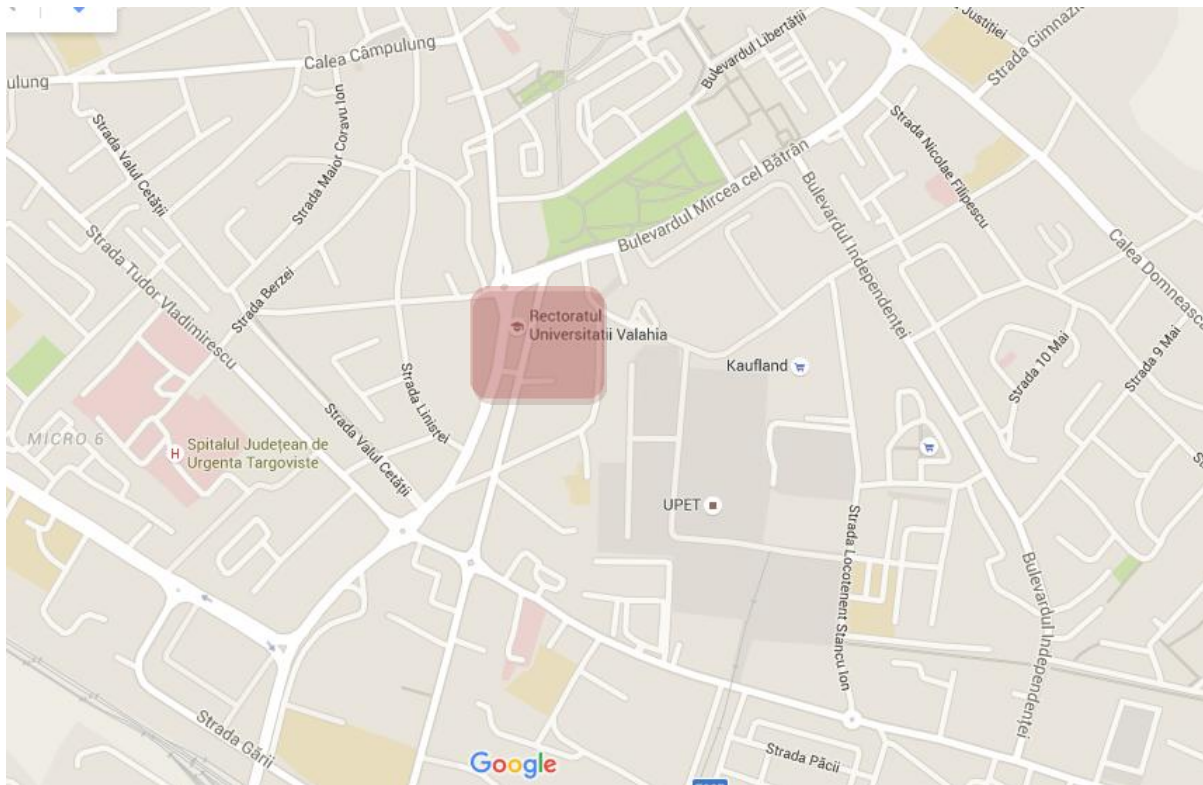 Calea Câmpulung
ulung
Bulevardul Libertății
Justiției
Strada Gimnazi
Strada Valul Cetății
Strada Maior Coravu Ion
Strada Nicolae Filipescu
Bulevardul Mircea cel Bătrân
Bulevardul Independenței
Calea Domneasc
Strada Tudor Vladimirescu
Strada Berzei
Rectoratul
Universitatii Valahia
Kaufland
Strada 10 Mai
Strada 9 Mai
Strada Liniștei
MICRO 6
H
Spitalul Județean de
Urgenta Targoviste
Strada Valul Cetății
UPET
Strada Locotenent Stancu Ion
Bulevardul Independenței
Strada Gării
Google
Strada Păcii